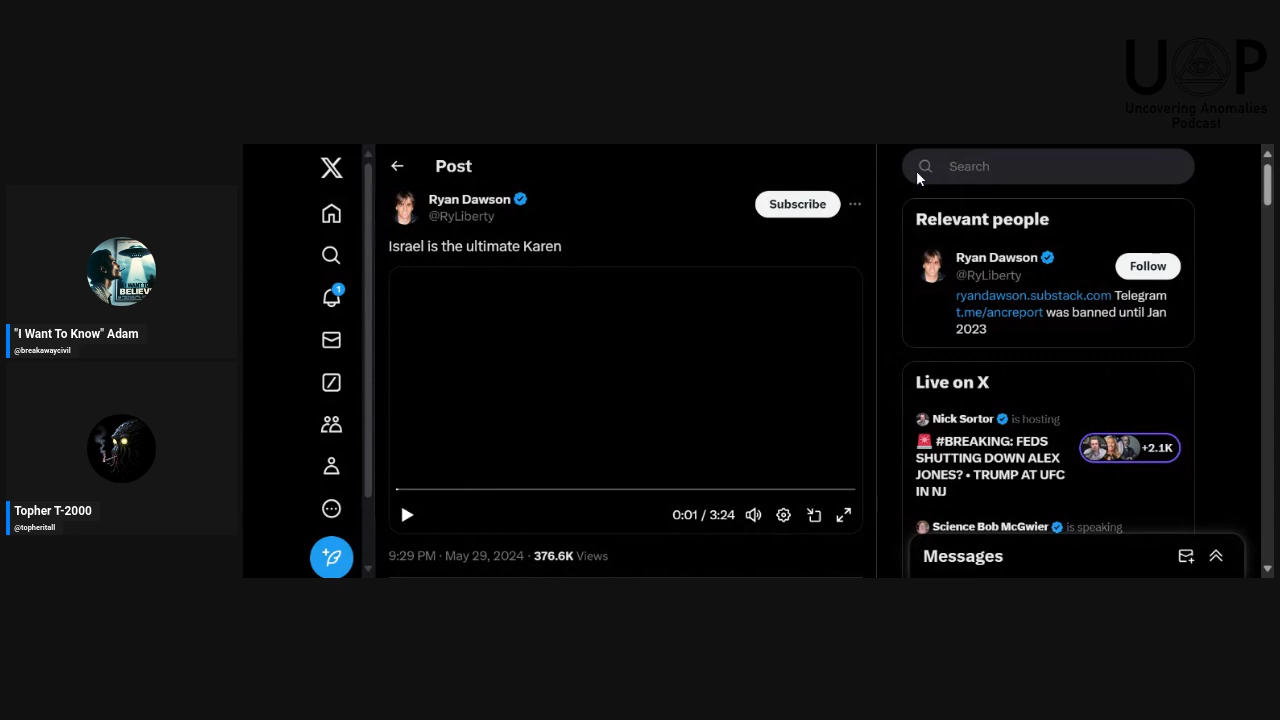 UAP
Uncovering Anomalies
Podcast
"I Want To Know" Adam
@breakawaycivil
Topher T-2000
@topheritall
I WANT TO
BELIEV
1
Post
Ryan Dawson
@RyLiberty
Subscribe
Israel is the ultimate Karen
0:01 / 3:24
9:29 PM · May 29, 2024 · 376.6K Views
Search
Relevant people
Ryan Dawson
@RyLiberty
Follow
ryandawson.substack.com Telegram
t.me/ancreport was banned until Jan
2023
Live on X
Nick Sortor is hosting
🚨 #BREAKING: FEDS
SHUTTING DOWN ALEX
JONES? • TRUMP AT UFC
IN NJ
+2.1K
Science Bob McGwier is speaking
Messages